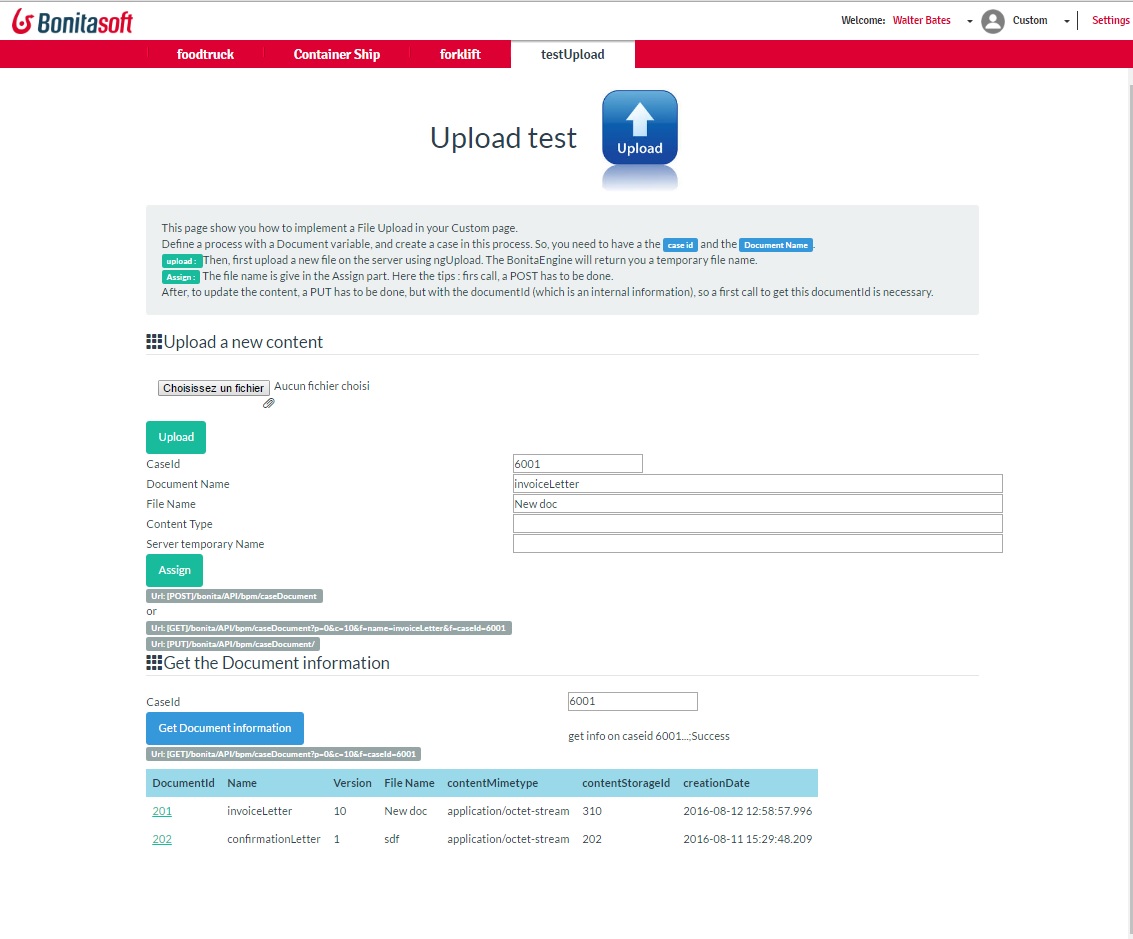 Bonitasoft
Welcome: Walter Bates Custom Settings
foodtruck Container Ship forklift testUpload
Upload test
Upload
This page show you how to implement a File Upload in your Custom page.
Define a process with a Document variable, and create a case in this process. So, you need to have a the case id and the Document Name .
upload : Then, first upload a new file on the server using ngUpload. The BonitaEngine will return you a temporary file name.
Assign : The file name is give in the Assign part. Here the tips : firs call, a POST has to be done.
After, to update the content, a PUT has to be done, but with the documentId (which is an internal information), so a first call to get this documentId is necessary.
Upload a new content
Choisissez un fichier Aucun fichier choisi
Upload
CaseId 6001
Document Name invoiceLetter
File Name New doc
Content Type
Server temporary Name
Assign
Url: [POST]/bonita/API/bpm/caseDocument
or
Url: [GET]/bonita/API/bpm/caseDocument?p=0&c=10&f=name=invoiceLetter&f=caseId=6001
Url: [PUT]/bonita/API/bpm/caseDocument/
Get the Document information
CaseId 6001
Get Document information get info on caseid 6001...;Success
Url: [GET]/bonita/API/bpm/caseDocument?p=0&c=10&f=caseId=6001
DocumentId Name Version File Name contentMimetype contentStorageId creationDate
201 invoiceLetter 10 New doc application/octet-stream 310 2016-08-12 12:58:57.996
202 confirmationLetter 1 sdf application/octet-stream 202 2016-08-11 15:29:48.209